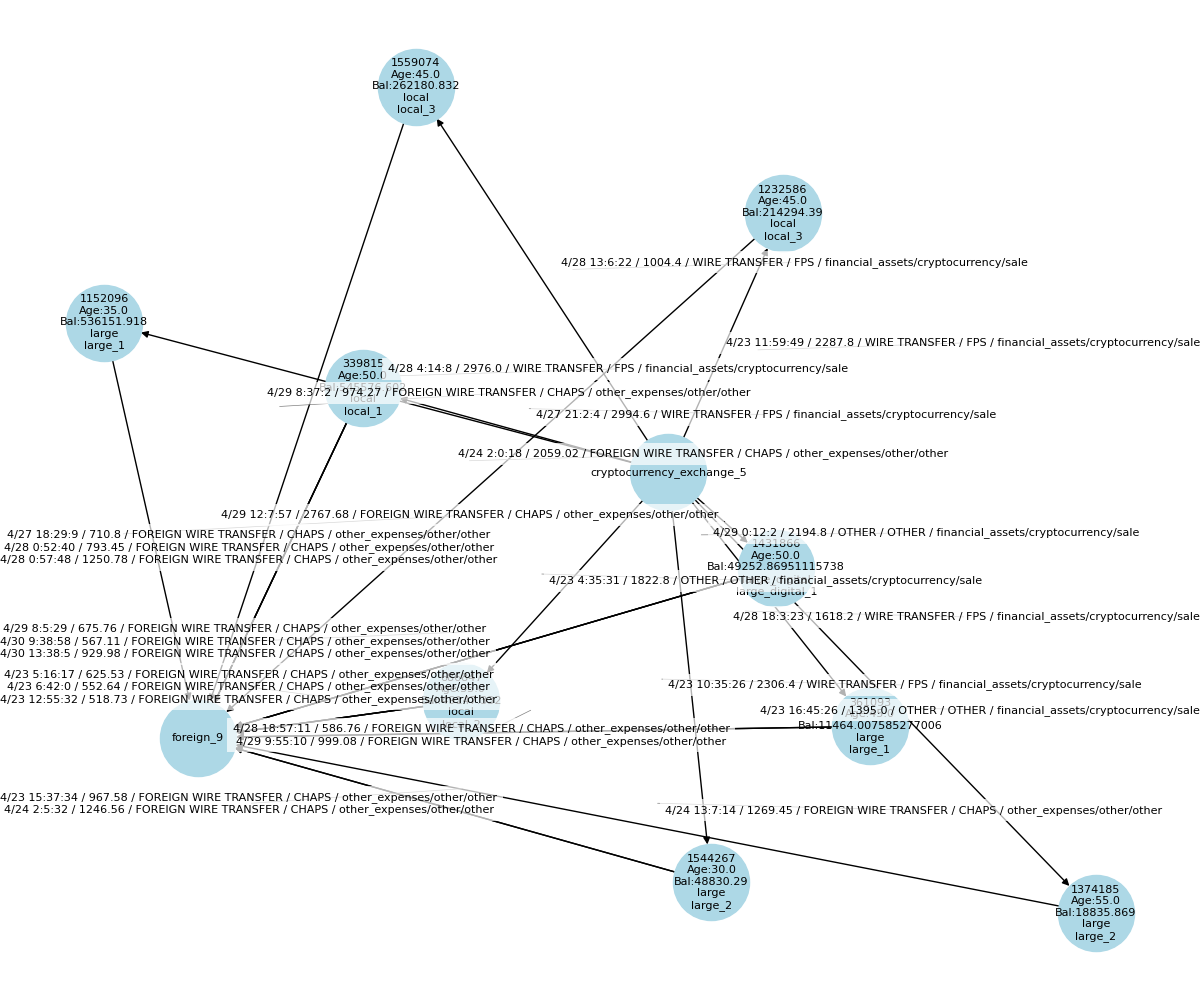 1559074
Age:45.0
Bal:262180.832
local
local_3
1232586
Age:45.0
Bal:214294.39
local
local_3
4/28 13:6:22 / 1004.4 / WIRE TRANSFER / FPS / financial_assets/cryptocurrency/sale
1152096
Age:35.0
Bal:536151.918
large
large_1
4/23 11:59:49 / 2287.8 / WIRE TRANSFER / FPS / financial_assets/cryptocurrency/sale
339815
Age:50.0
local
local_1
4/28 4:14:8 / 2976.0 / WIRE TRANSFER / FPS / financial_assets/cryptocurrency/sale
4/29 8:37:2 / 974.27 / FOREIGN WIRE TRANSFER / CHAPS / other_expenses/other/other
4/27 21:2:4 / 2994.6 / WIRE TRANSFER / FPS / financial_assets/cryptocurrency/sale
4/24 2:0:18 / 2059.02 / FOREIGN WIRE TRANSFER / CHAPS / other_expenses/other/other
cryptocurrency_exchange_5
4/29 12:7:57 / 2767.68 / FOREIGN WIRE TRANSFER / CHAPS / other_expenses/other/other
4/27 18:29:9 / 710.8 / FOREIGN WIRE TRANSFER / CHAPS / other_expenses/other/other
4/28 0:52:40 / 793.45 / FOREIGN WIRE TRANSFER / CHAPS / other_expenses/other/other
4/28 0:57:48 / 1250.78 / FOREIGN WIRE TRANSFER / CHAPS / other_expenses/other/other
4/29 0:12:2 / 2194.8 / OTHER / OTHER / financial_assets/cryptocurrency/sale
1431866
Age:50.0
Bal:49252.86951115738
large_digital_1
4/23 4:35:31 / 1822.8 / OTHER / OTHER / financial_assets/cryptocurrency/sale
4/28 18:3:23 / 1618.2 / WIRE TRANSFER / FPS / financial_assets/cryptocurrency/sale
4/29 8:5:29 / 675.76 / FOREIGN WIRE TRANSFER / CHAPS / other_expenses/other/other
4/30 9:38:58 / 567.11 / FOREIGN WIRE TRANSFER / CHAPS / other_expenses/other/other
4/30 13:38:5 / 929.98 / FOREIGN WIRE TRANSFER / CHAPS / other_expenses/other/other
4/23 5:16:17 / 625.53 / FOREIGN WIRE TRANSFER / CHAPS / other_expenses/other/other
4/23 6:42:0 / 552.64 / FOREIGN WIRE TRANSFER / CHAPS / other_expenses/other/other
4/23 12:55:32 / 518.73 / FOREIGN WIRE TRANSFER / CHAPS / other_expenses/other/other
4/23 10:35:26 / 2306.4 / WIRE TRANSFER / FPS / financial_assets/cryptocurrency/sale
local
4/23 16:45:26 / 1395.0 / OTHER / OTHER / financial_assets/cryptocurrency/sale
Bal:11464.007585277006
large
large_1
foreign_9
4/28 18:57:11 / 586.76 / FOREIGN WIRE TRANSFER / CHAPS / other_expenses/other/other
4/29 9:55:10 / 999.08 / FOREIGN WIRE TRANSFER / CHAPS / other_expenses/other/other
4/23 15:37:34 / 967.58 / FOREIGN WIRE TRANSFER / CHAPS / other_expenses/other/other
4/24 2:5:32 / 1246.56 / FOREIGN WIRE TRANSFER / CHAPS / other_expenses/other/other
4/24 13:7:14 / 1269.45 / FOREIGN WIRE TRANSFER / CHAPS / other_expenses/other/other
1544267
Age:30.0
Bal:48830.29
large
large_2
1374185
Age:55.0
Bal:18835.869
large
large_2